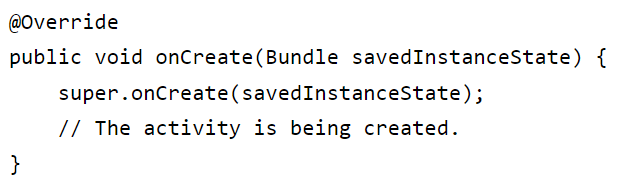 @Override
public void onCreate(Bundle savedInstanceState) {
    super.onCreate(savedInstanceState);
    // The activity is being created.
}